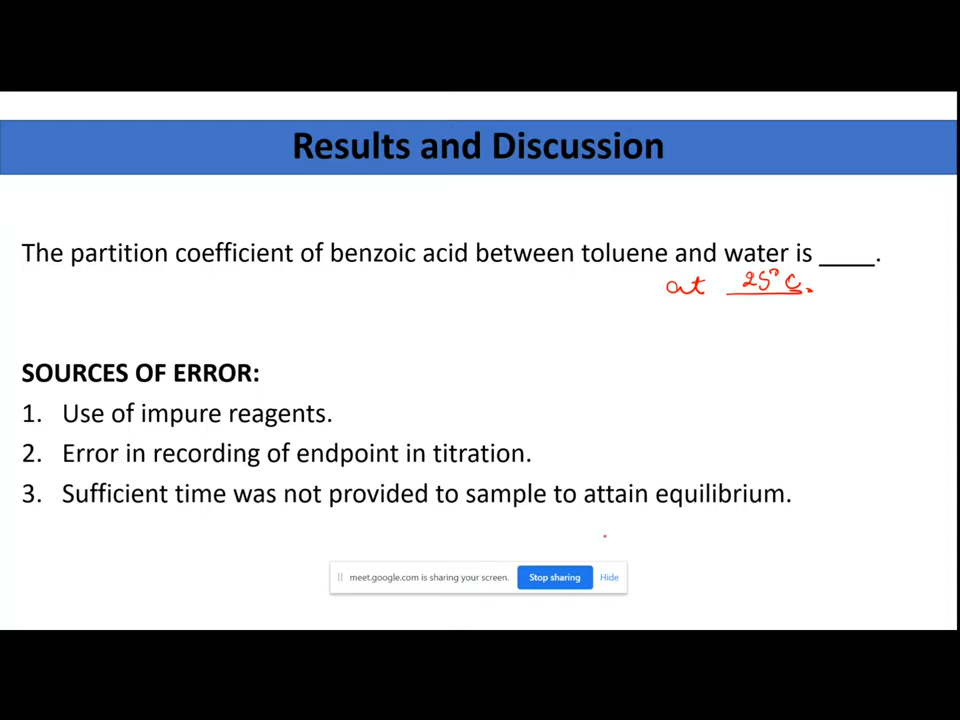 Results and Discussion
The partition coefficient of benzoic acid between toluene and water is ____.
at 25°C.
SOURCES OF ERROR:
1. Use of impure reagents.
2. Error in recording of endpoint in titration.
3. Sufficient time was not provided to sample to attain equilibrium.
meet.google.com is sharing your screen. Stop sharing Hide